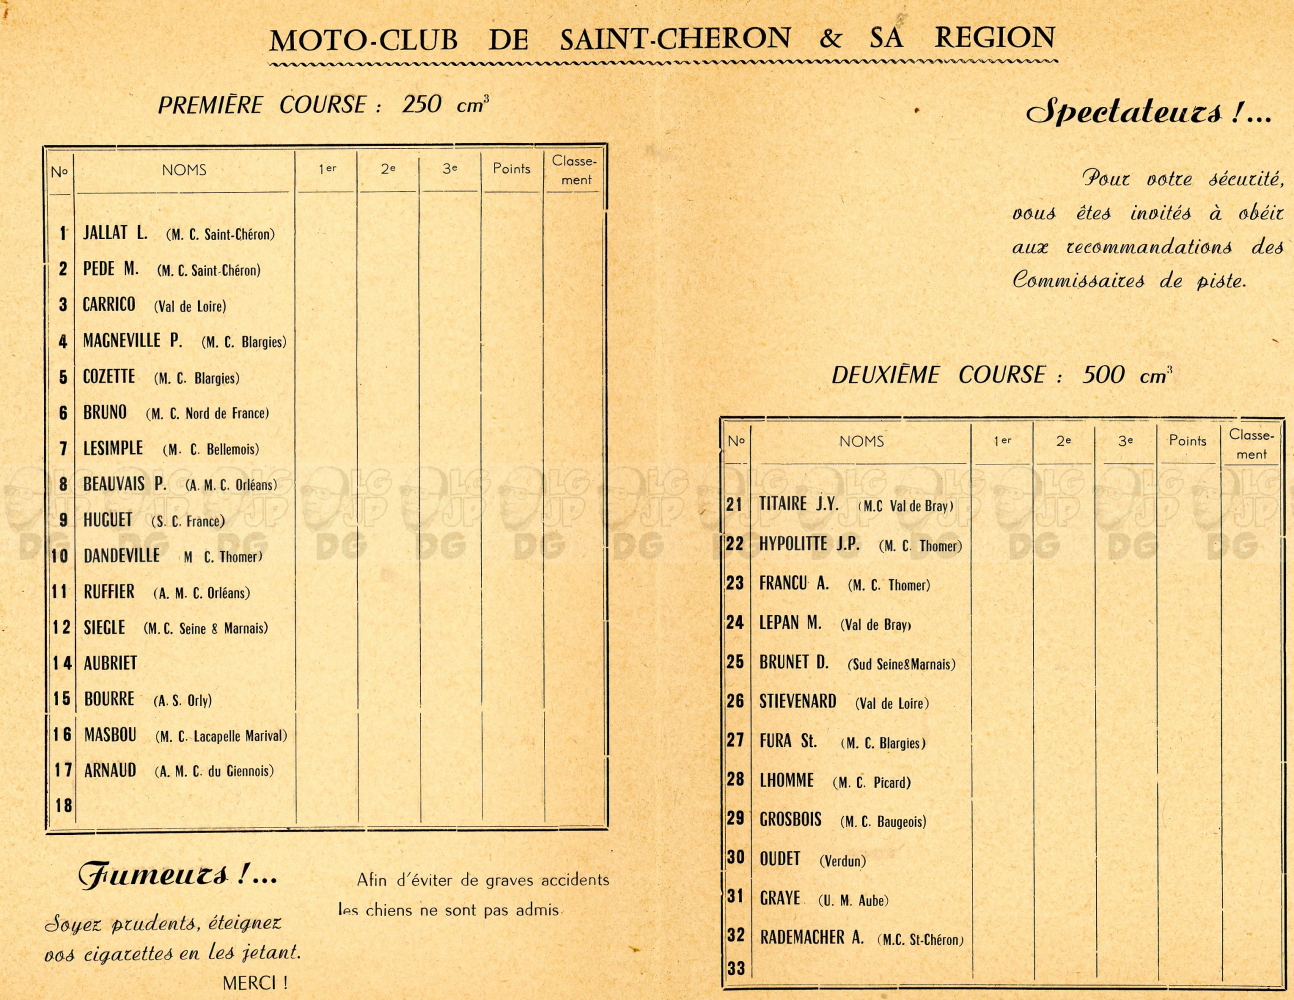 MOTO-CLUB DE SAINT-CHERON & SA REGION
PREMIÈRE COURSE : 250 cm³
Nº NOMS 1er 2e 3e Points Classe-
ment
1 JALLAT L. (M. C. Saint-Chéron)
2 PEDE M. (M. C. Saint-Chéron)
3 CARRICO (Val de Loire)
4 MAGNEVILLE P. (M. C. Blargies)
5 COZETTE (M. C. Blargies)
6 BRUNO (M. C. Nord de France)
7 LESIMPLE (M. C. Bellemois)
8 BEAUVAIS P. (A. M. C. Orléans)
9 HUGUET (S. C. France)
10 DANDEVILLE M C. Thomer)
11 RUFFIER (A. M. C. Orléans)
12 SIEGLE (M. C. Seine & Marnais)
14 AUBRIET
15 BOURRE (A. S. Orly)
16 MASBOU (M. C. Lacapelle Marival)
17 ARNAUD (A. M. C. du Giennois)
18
Fumeurs !...
Soyez prudents, éteignez
vos cigarettes en les jetant.
MERCI !
Afin d'éviter de graves accidents
les chiens ne sont pas admis.
Spectateurs !...
Pour votre sécurité,
vous êtes invités à obéir
aux recommandations des
Commissaires de piste.
DEUXIÈME COURSE : 500 cm³
Nº NOMS 1er 2e 3e Points Classe-
ment
21 TITAIRE J.Y. (M.C Val de Bray)
22 HYPOLITTE J.P. (M. C. Thomer)
23 FRANCU A. (M. C. Thomer)
24 LEPAN M. (Val de Bray)
25 BRUNET D. (Sud Seine&Marnais)
26 STIEVENARD (Val de Loire)
27 FURA St. (M. C. Blargies)
28 LHOMME (M. C. Picard)
29 GROSBOIS (M. C. Baugeois)
30 OUDET (Verdun)
31 GRAYE (U. M. Aube)
32 RADEMACHER A. (M.C. St-Chéron)
33